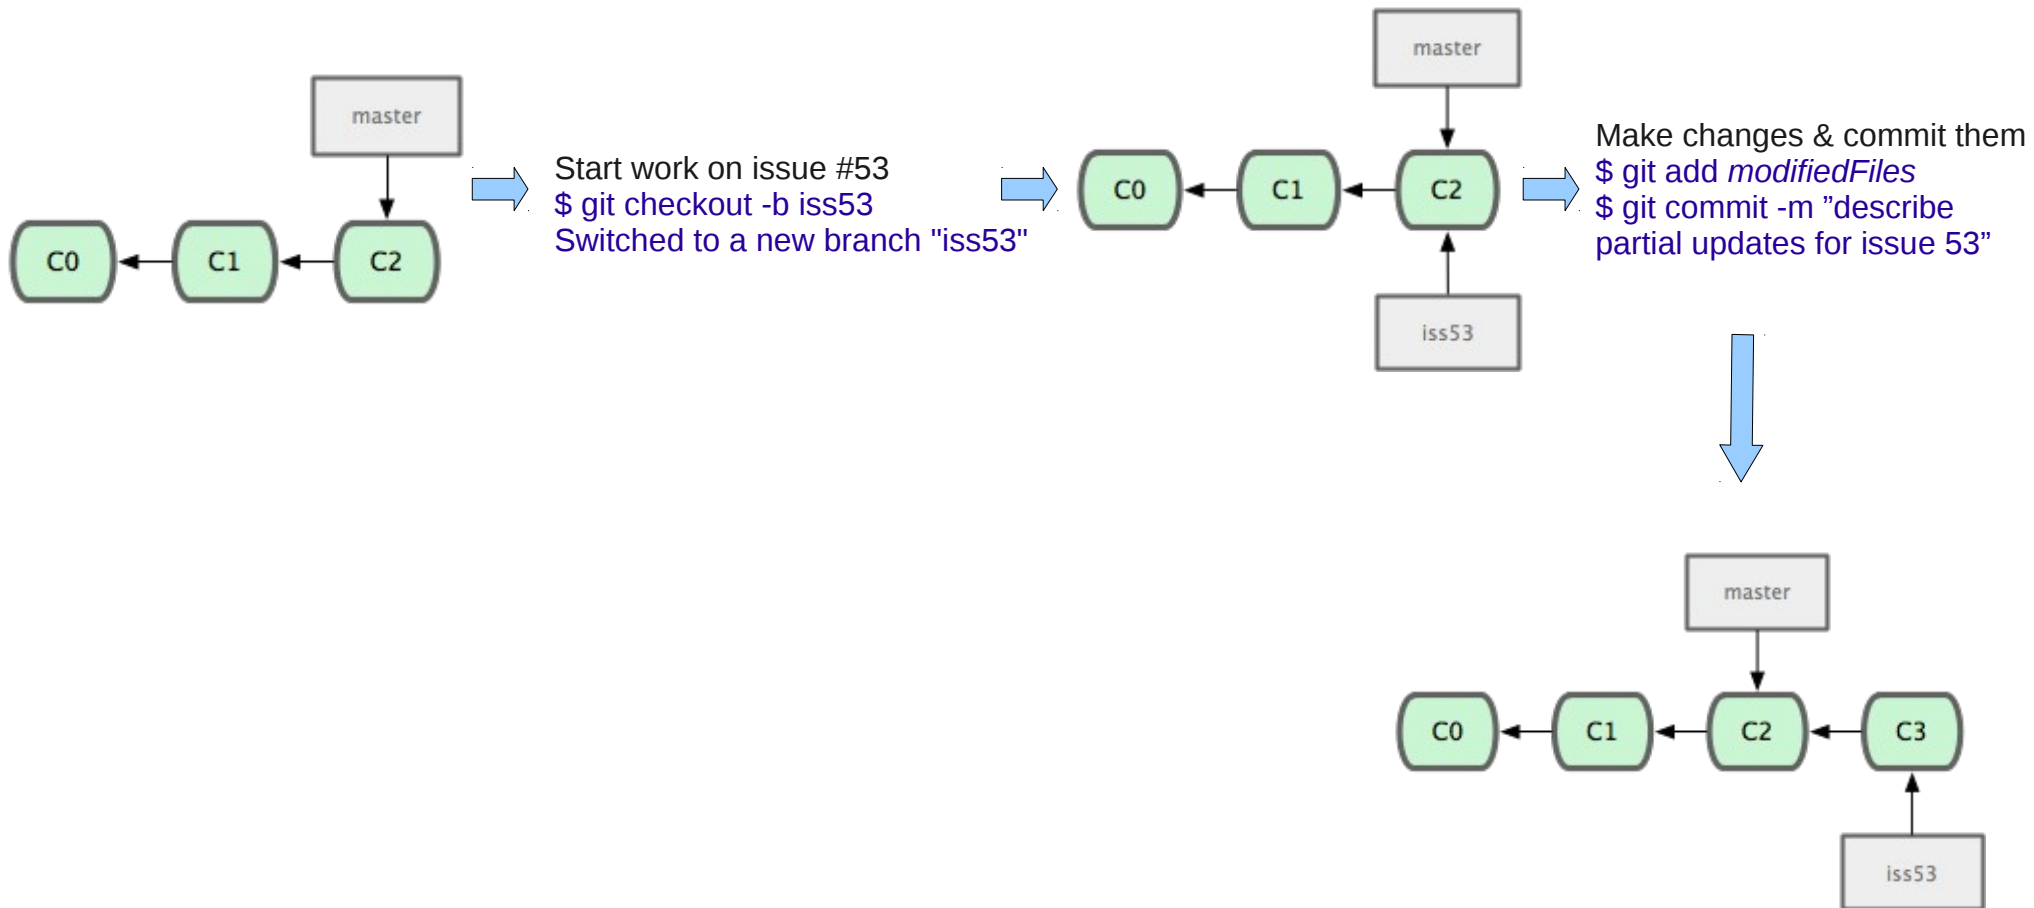 master
C0
C1
C2
Start work on issue #53
$ git checkout -b iss53
Switched to a new branch "iss53"
master
C0
C1
C2
iss53
Make changes & commit them
$ git add modifiedFiles
$ git commit -m ”describe
partial updates for issue 53”
master
C0
C1
C2
C3
iss53